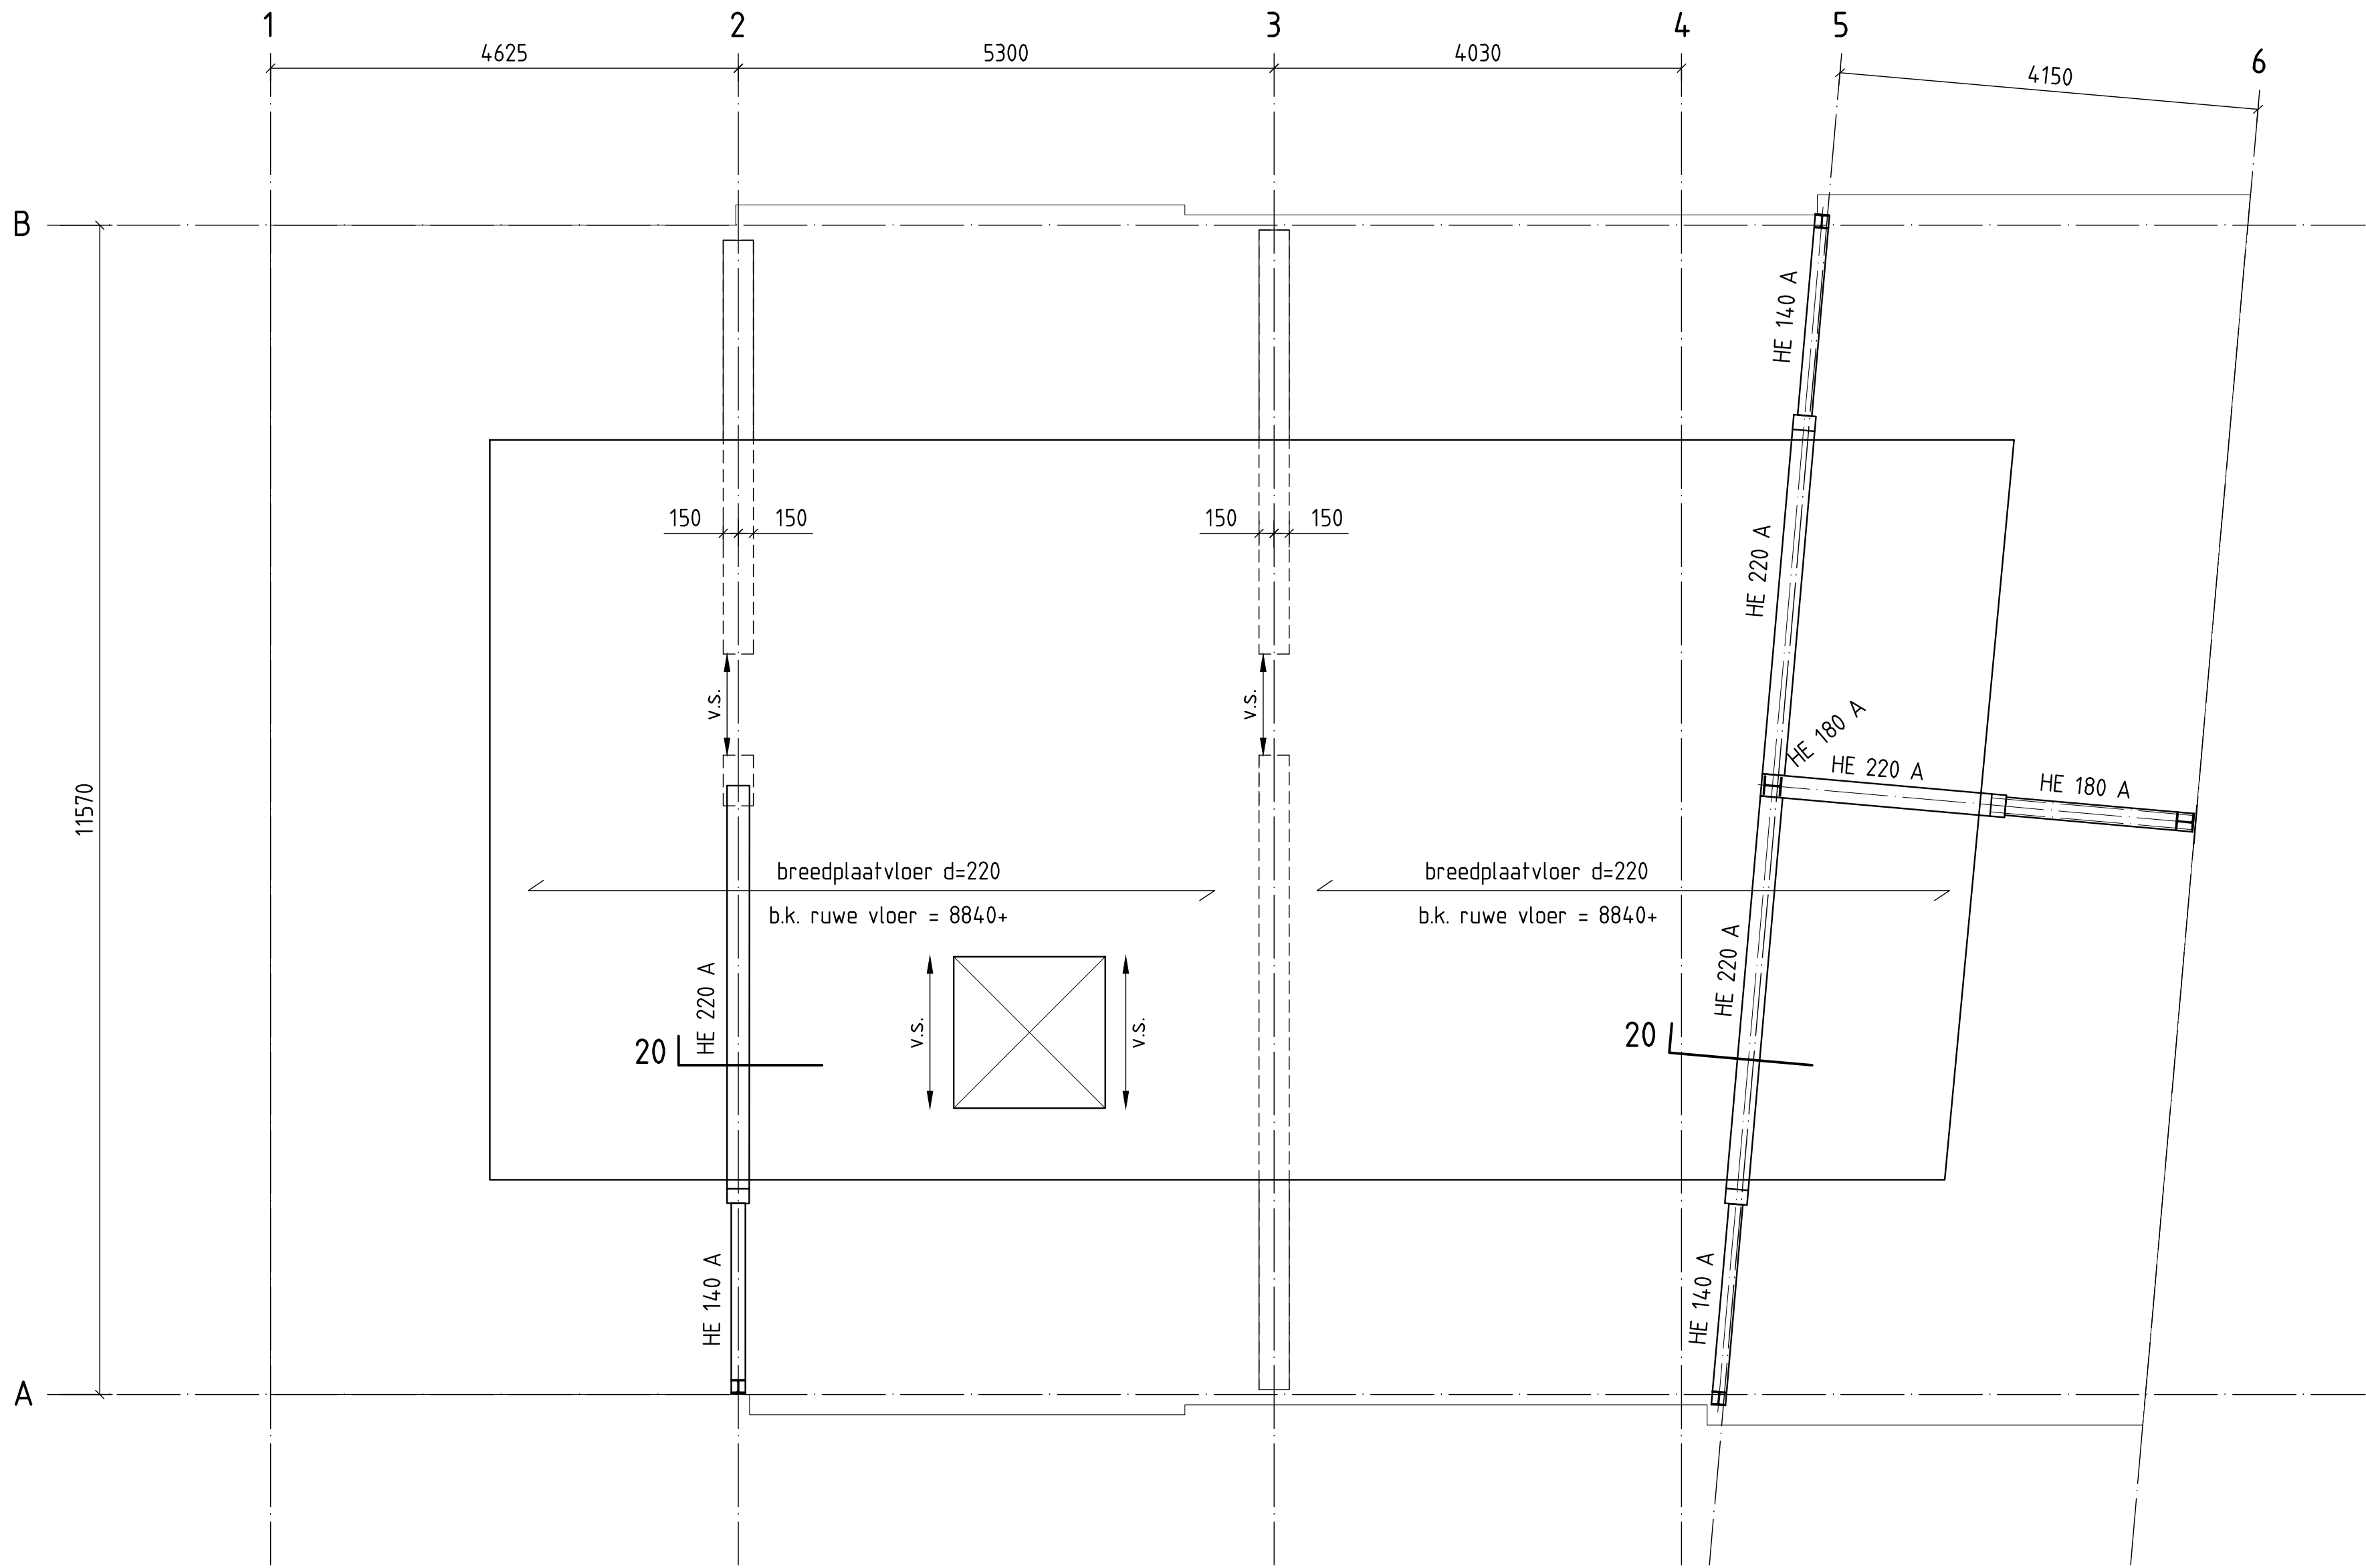 1
2
3
4
5
6
4625
5300
4030
4150
B
HE 140 A
150
150
150
150
HE 220 A
v.s.
v.s.
HE 180 A
HE 220 A
HE 180 A
11570
breedplaatvloer d=220
b.k. ruwe vloer = 8840+
breedplaatvloer d=220
b.k. ruwe vloer = 8840+
HE 220 A
HE 220 A
v.s.
v.s.
20
20
HE 140 A
HE 140 A
A